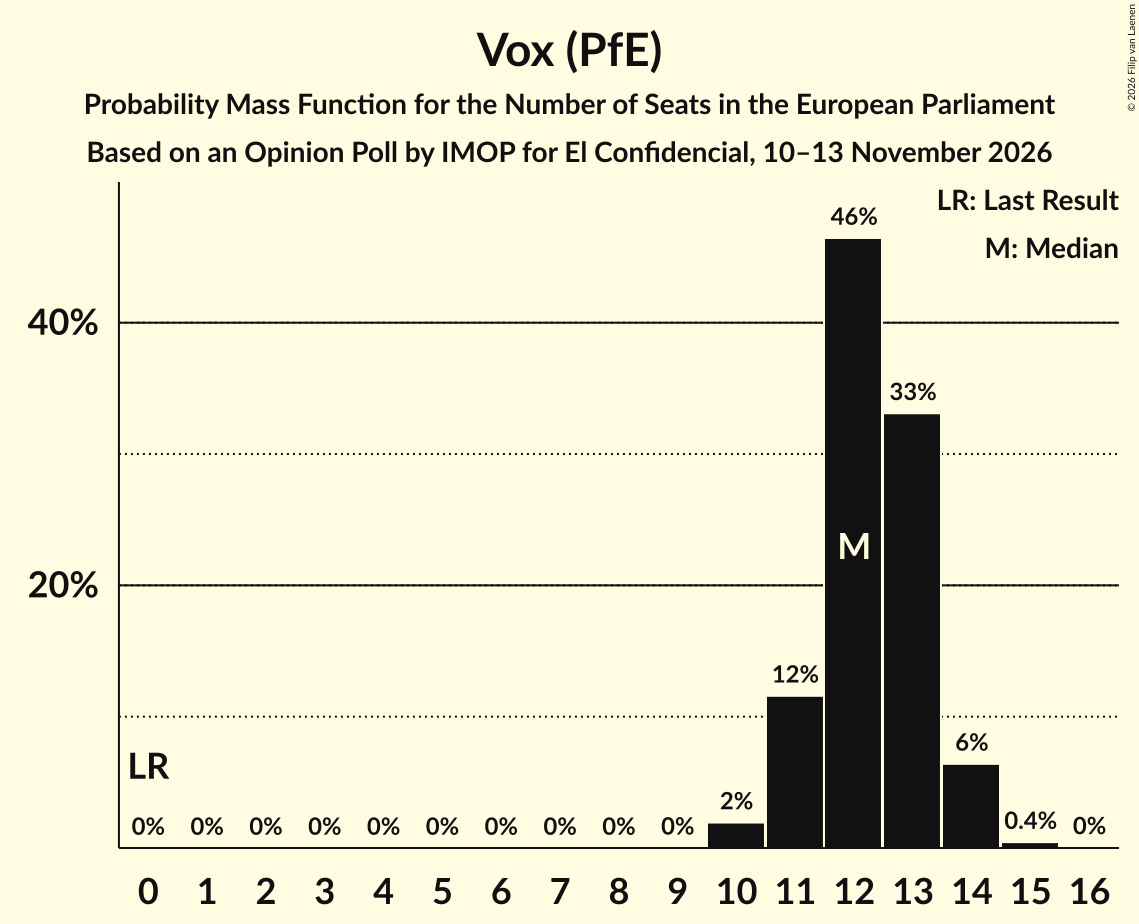 Vox (PfE)
Probability Mass Function for the Number of Seats in the European Parliament
Based on an Opinion Poll by IMOP for El Confidencial, 10–13 November 2026
© 2026 Filip van Laenen
LR: Last Result
M: Median
46%
40%
33%
M
20%
12%
6%
LR
2%
0% 0% 0% 0% 0% 0% 0% 0% 0% 0% 0.4% 0%
0 1 2 3 4 5 6 7 8 9 10 11 12 13 14 15 16